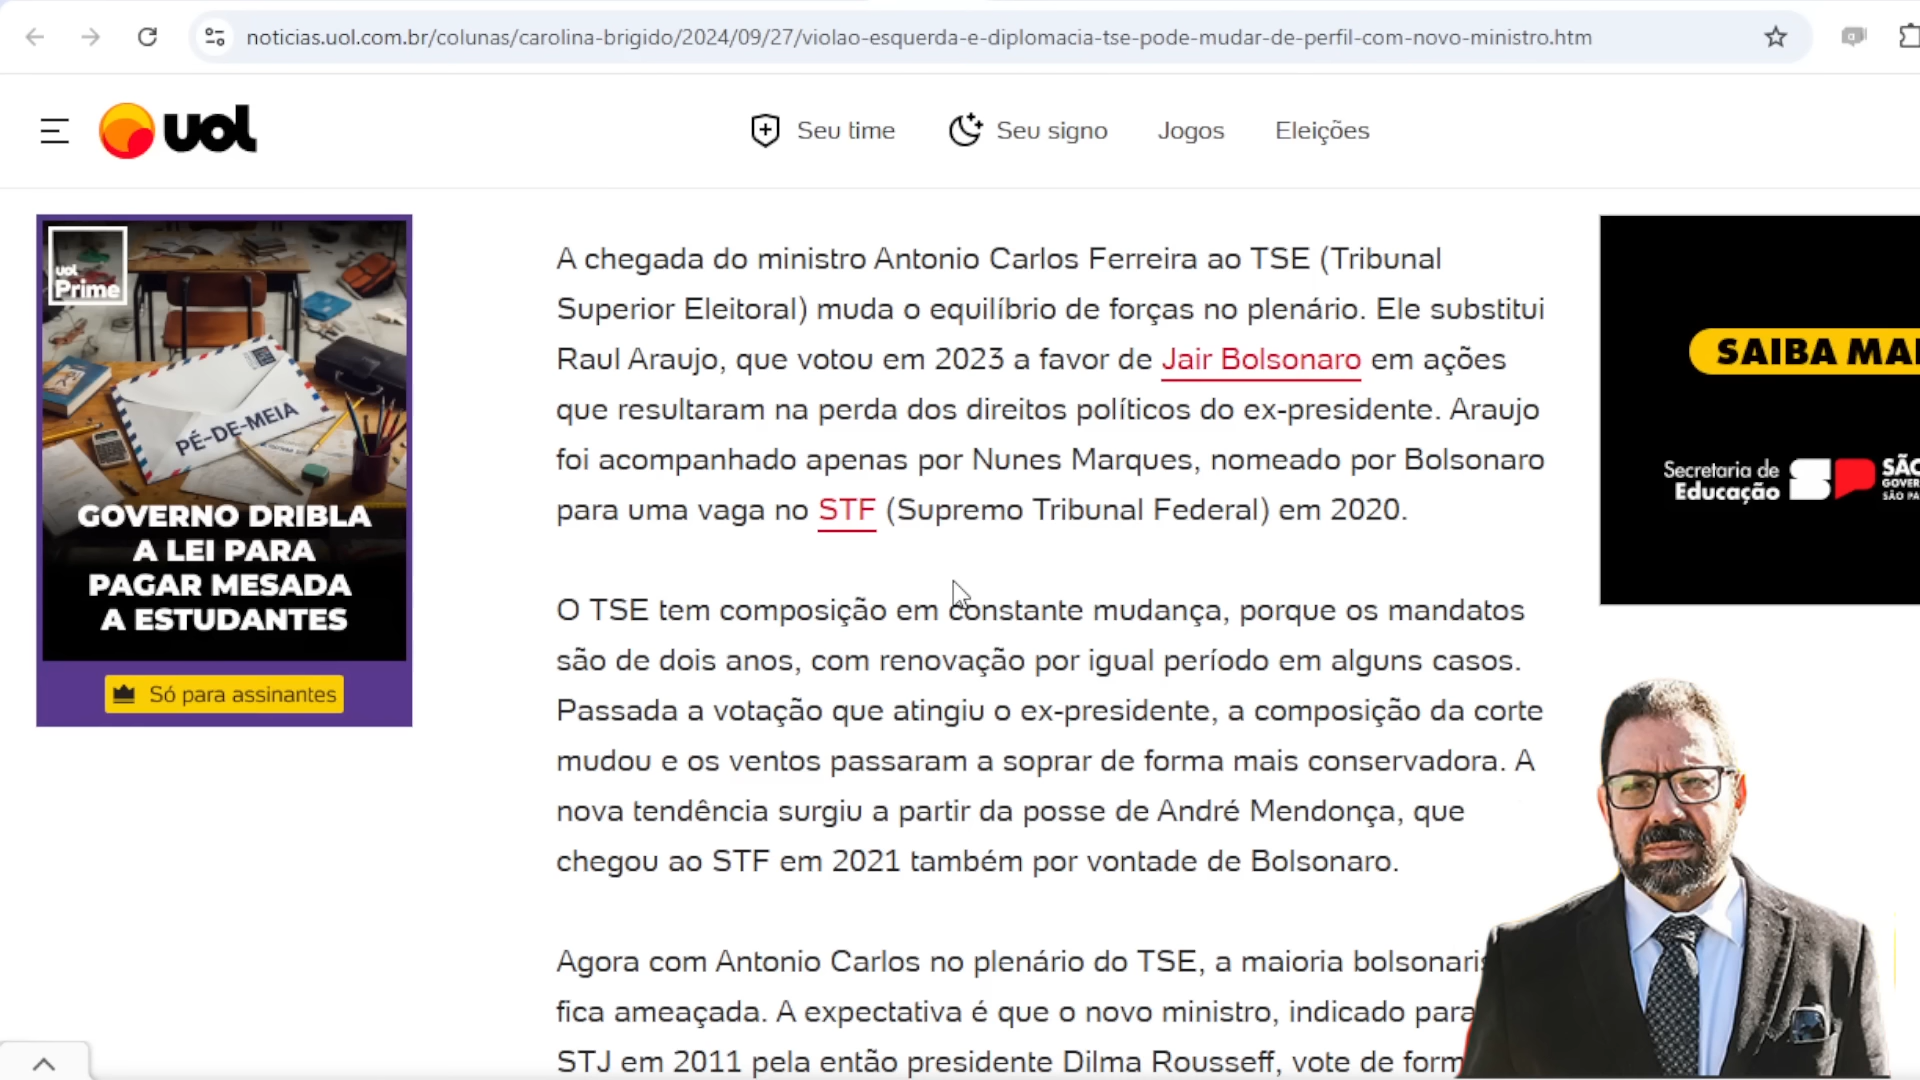 noticias.uol.com.br/colunas/carolina-brigido/2024/09/27/violao-esquerda-e-diplomacia-tse-pode-mudar-de-perfil-com-novo-ministro.htm
uol
Seu time
Seu signo
Jogos
Eleições
uol
Prime
PÉ-DE-MEIA
GOVERNO DRIBLA
A LEI PARA
PAGAR MESADA
A ESTUDANTES
Só para assinantes
A chegada do ministro Antonio Carlos Ferreira ao TSE (Tribunal
Superior Eleitoral) muda o equilíbrio de forças no plenário. Ele substitui
Raul Araujo, que votou em 2023 a favor de Jair Bolsonaro em ações
que resultaram na perda dos direitos políticos do ex-presidente. Araujo
foi acompanhado apenas por Nunes Marques, nomeado por Bolsonaro
para uma vaga no STF (Supremo Tribunal Federal) em 2020.
O TSE tem composição em constante mudança, porque os mandatos
são de dois anos, com renovação por igual período em alguns casos.
Passada a votação que atingiu o ex-presidente, a composição da corte
mudou e os ventos passaram a soprar de forma mais conservadora. A
nova tendência surgiu a partir da posse de André Mendonça, que
chegou ao STF em 2021 também por vontade de Bolsonaro.
Agora com Antonio Carlos no plenário do TSE, a maioria bolsonaris
fica ameaçada. A expectativa é que o novo ministro, indicado para
STJ em 2011 pela então presidente Dilma Rousseff, vote de form
SAIBA MAI
Secretaria de
Educação
SÃO
GOVER
SÃO PA